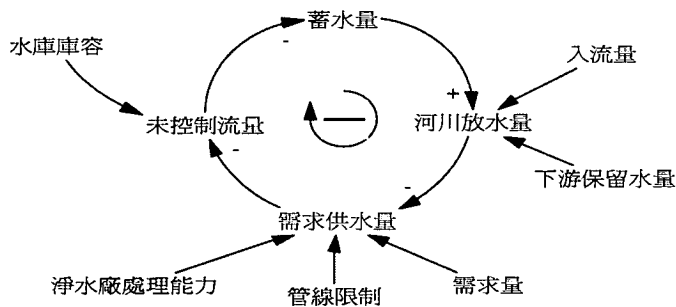 蓄水量
-
水庫庫容
入流量
+
未控制流量
河川放水量
-
-
下游保留水量
需求供水量
淨水廠處理能力
管線限制
需求量